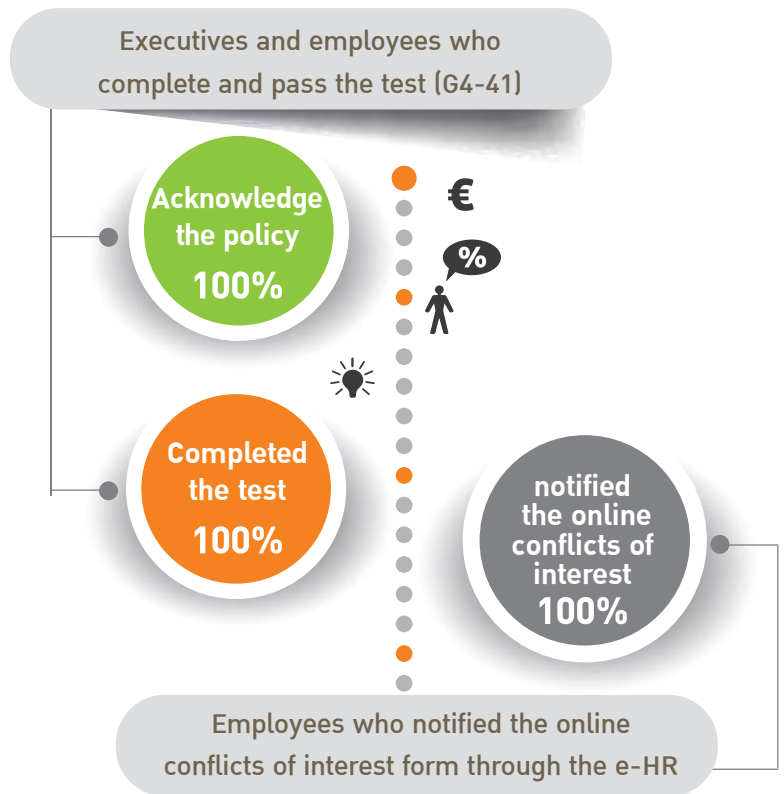 Executives and employees who
complete and pass the test (G4-41)
Acknowledge
the policy
100%
€
%
Completed
the test
100%
notified
the online
conflicts of
interest
100%
Employees who notified the online
conflicts of interest form through the e-HR